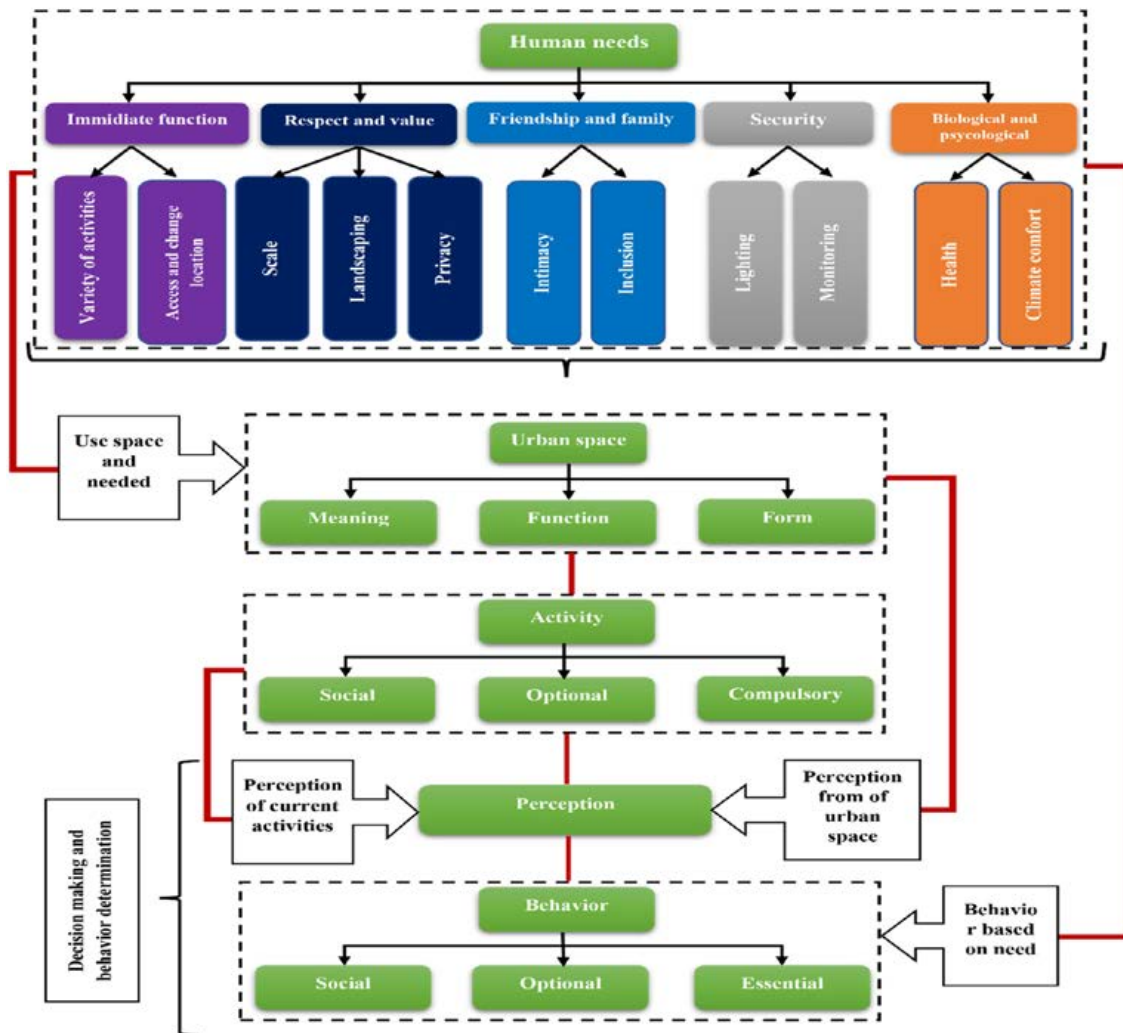 Human needs
Immidiate function
Respect and value
Friendship and family
Security
Biological and
psycological
Variety of activities
Access and change
location
Scale
Landscaping
Privacy
Intimacy
Inclusion
Lighting
Monitoring
Health
Climate comfort
Use space
and
needed
Urban space
Meaning
Function
Form
Activity
Social
Optional
Compulsory
Decision making and
behavior determination
Perception
of current
activities
Perception
Perception
from of
urban
space
Behavior
Social
Optional
Essential
Behavio
r based
on need